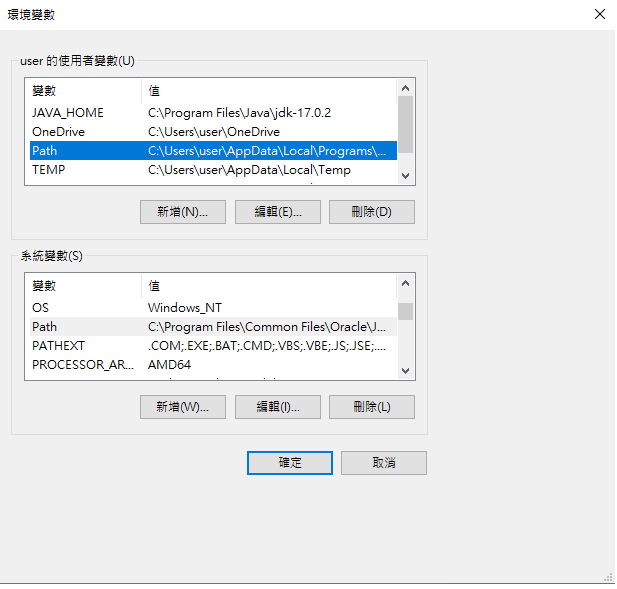 環境變數
user 的使用者變數(U)
變數 值
JAVA_HOME C:\Program Files\Java\jdk-17.0.2
OneDrive C:\Users\user\OneDrive
Path C:\Users\user\AppData\Local\Programs\...
TEMP C:\Users\user\AppData\Local\Temp
新增(N)... 編輯(E)... 刪除(D)
系統變數(S)
變數 值
OS Windows_NT
Path C:\Program Files\Common Files\Oracle\J...
PATHEXT .COM;.EXE;.BAT;.CMD;.VBS;.VBE;.JS;.JSE;....
PROCESSOR_AR... AMD64
新增(W)... 編輯(I)... 刪除(L)
確定 取消